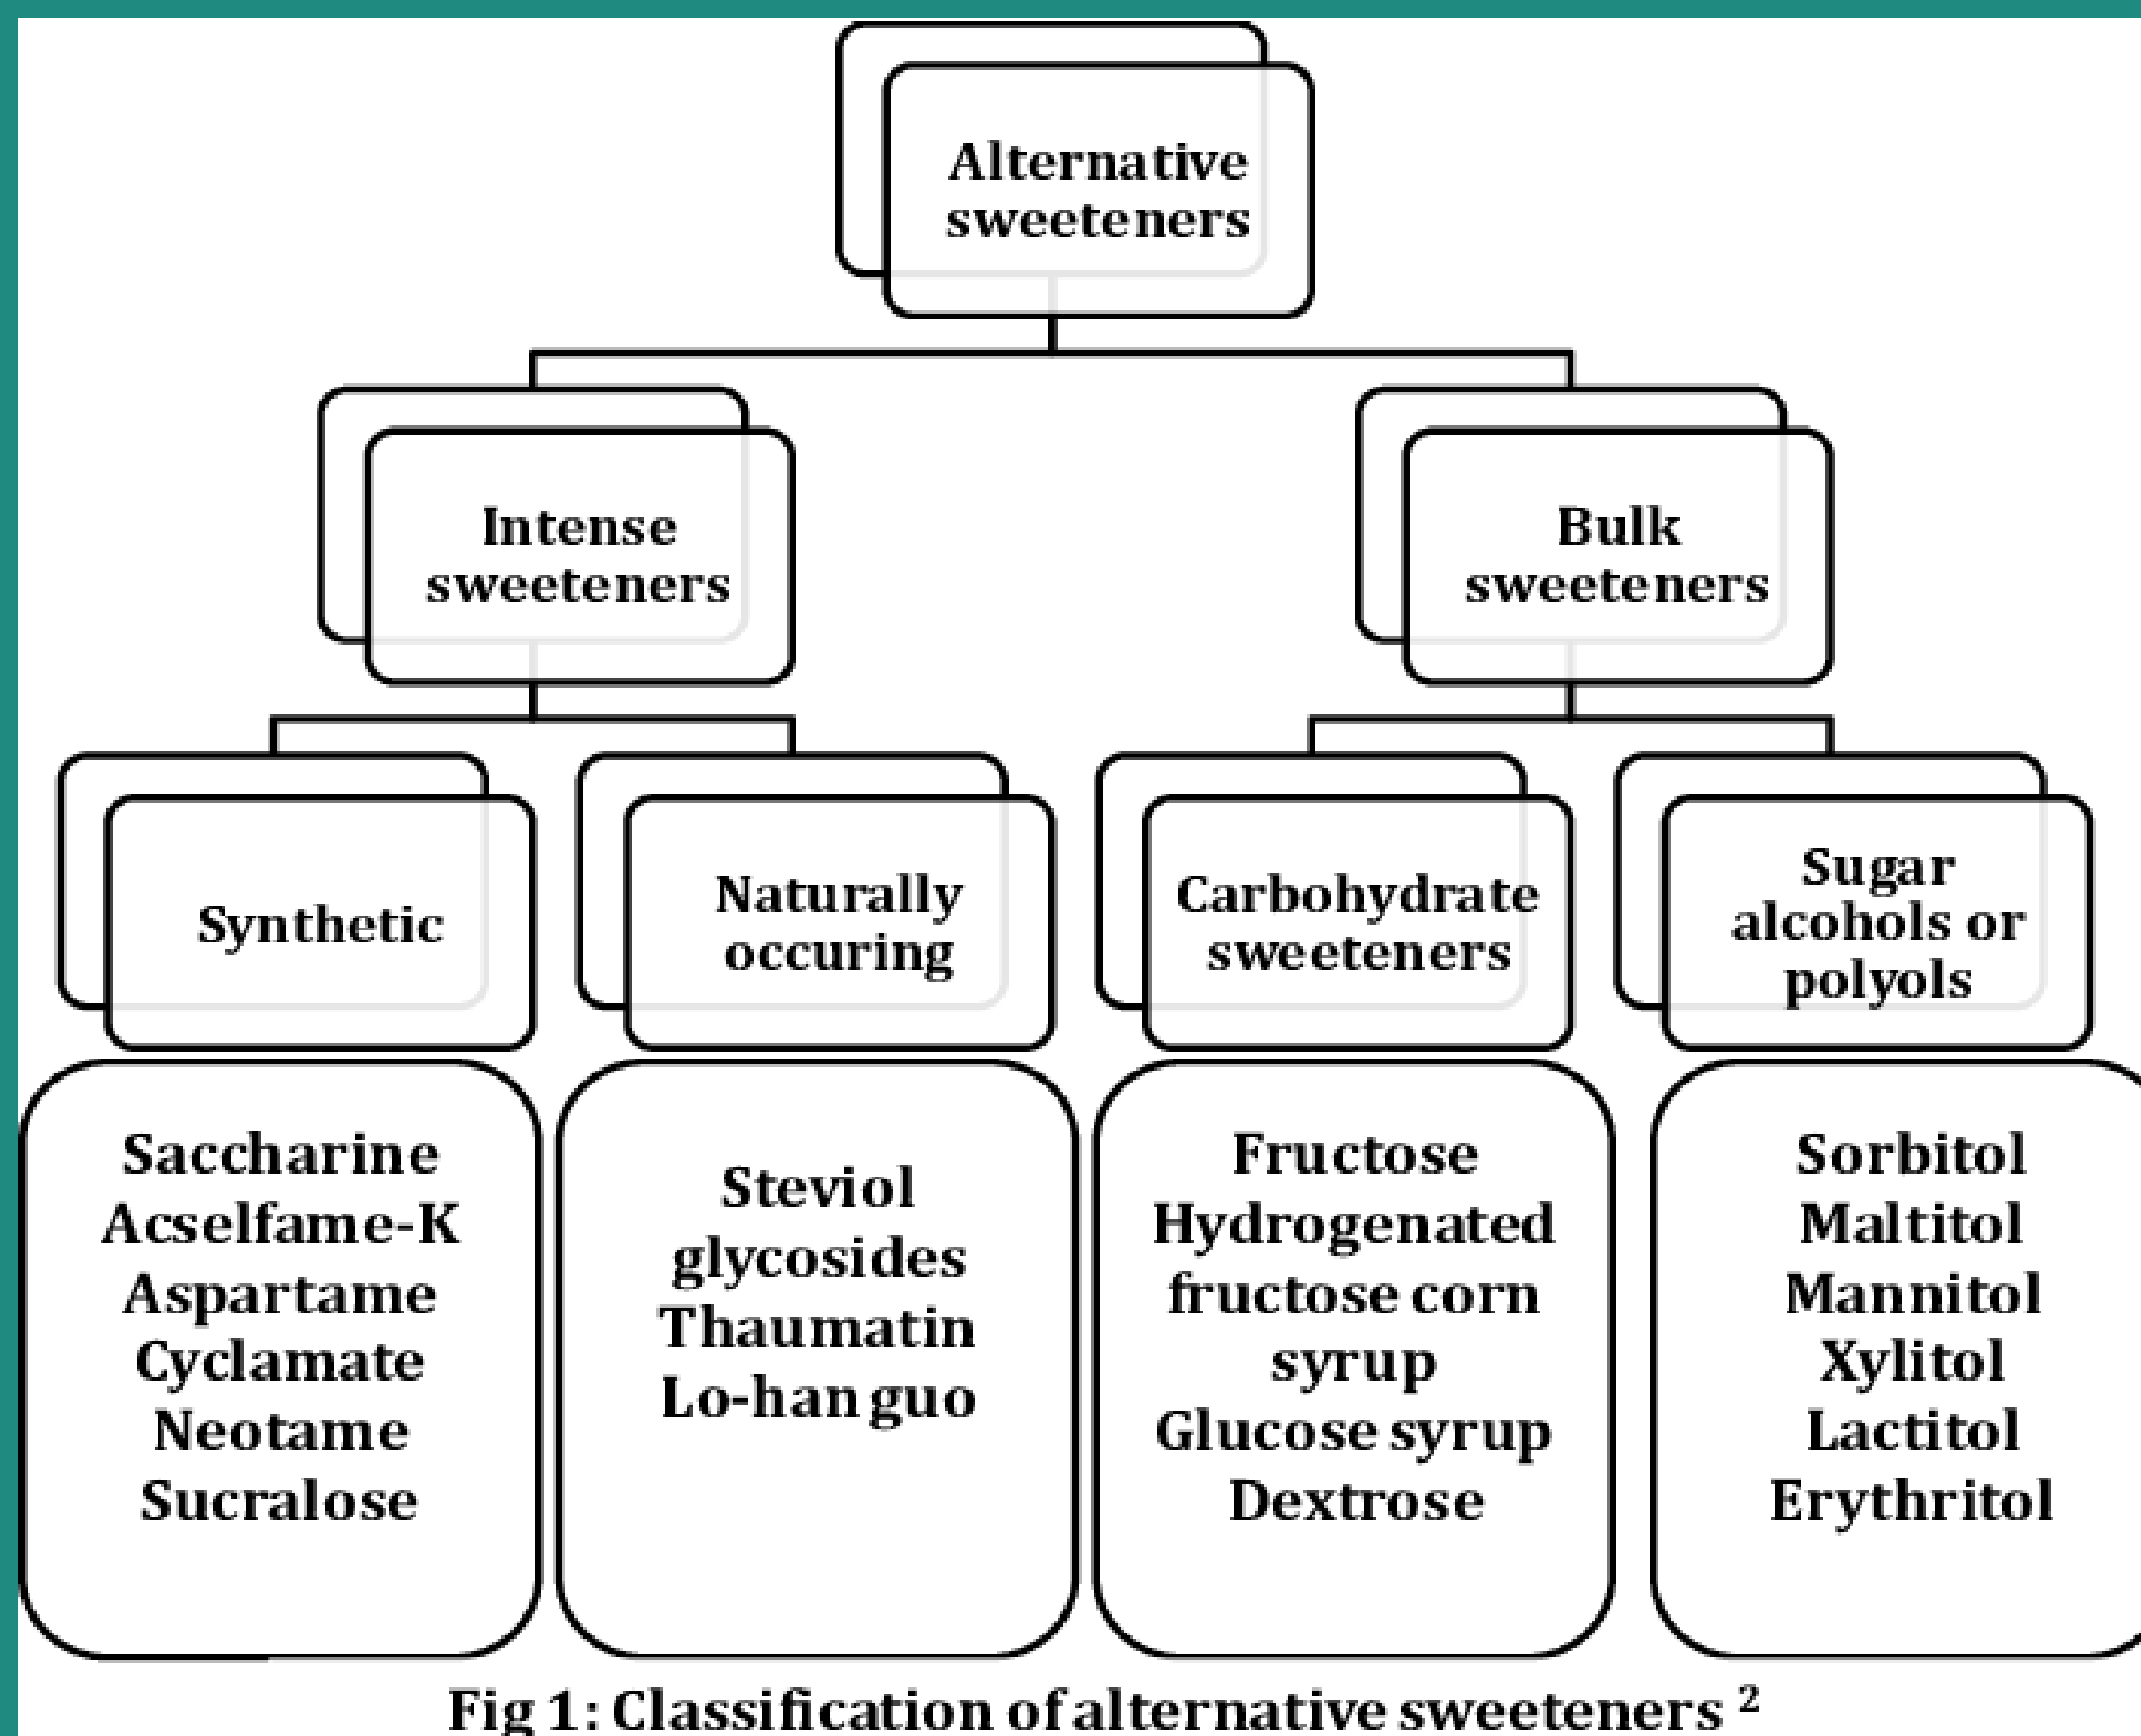 Alternative
sweeteners
Intense
sweeteners
Bulk
sweeteners
Synthetic
Naturally
occuring
Carbohydrate
sweeteners
Sugar
alcohols or
polyols
Saccharine
Acselfame-K
Aspartame
Cyclamate
Neotame
Sucralose
Steviol
glycosides
Thaumatin
Lo-han guo
Fructose
Hydrogenated
fructose corn
syrup
Glucose syrup
Dextrose
Sorbitol
Maltitol
Mannitol
Xylitol
Lactitol
Erythritol
Fig 1: Classification of alternative sweeteners ²